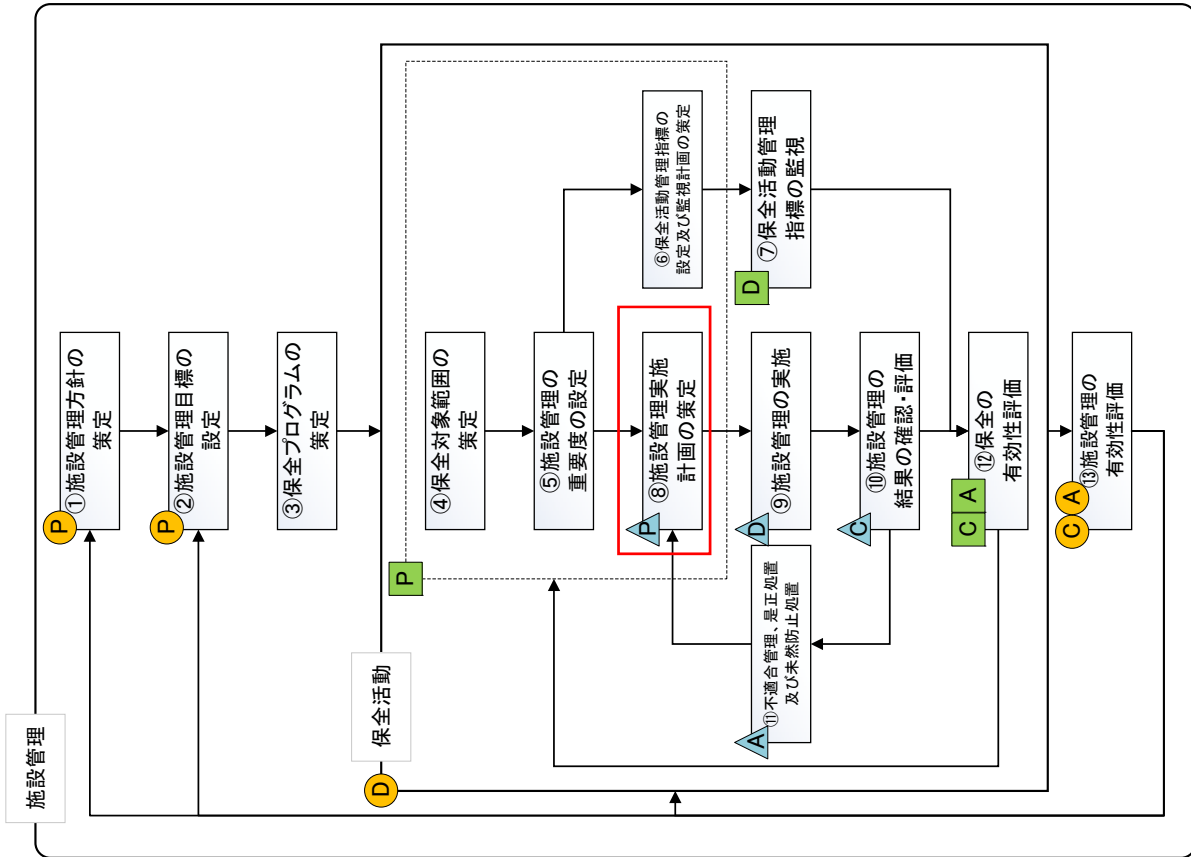 施設管理
P
①施設管理方針の
策定
P
②施設管理目標の
設定
③保全プログラムの
策定
D
保全活動
P
④保全対象範囲の
策定
⑤施設管理の
重要度の設定
⑥保全活動管理指標の
設定及び監視計画の策定
P
⑧施設管理実施
計画の策定
D
⑦保全活動管理
指標の監視
D
⑨施設管理の実施
A
⑪不適合管理、是正処置
及び未然防止処置
C
⑩施設管理の
結果の確認・評価
C
A
⑫保全の
有効性評価
C
A
⑬施設管理の
有効性評価